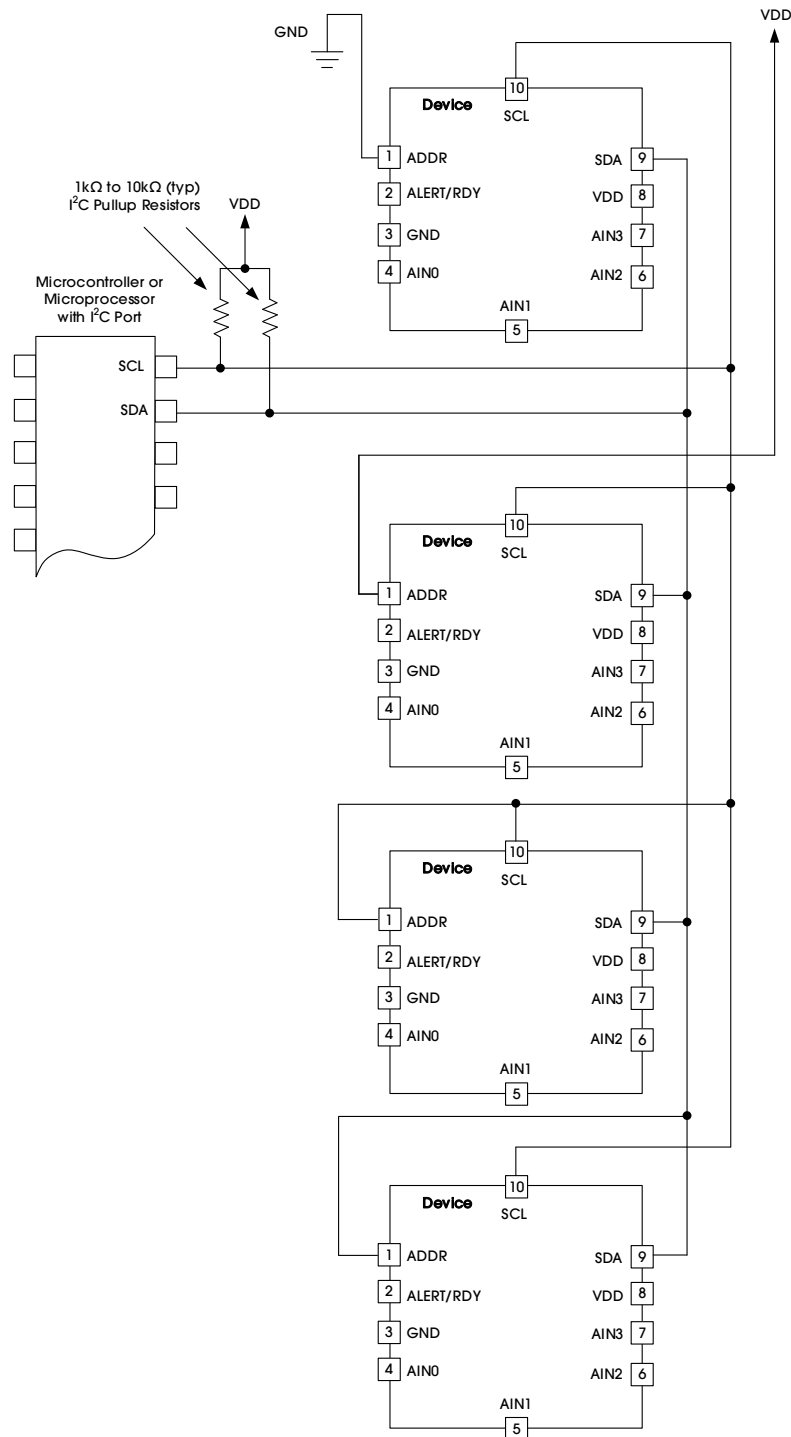 VDD
GND
Device
10
SCL
1 ADDR
SDA 9
2 ALERT/RDY
VDD 8
3 GND
AIN3 7
4 AIN0
AIN2 6
AIN1
5
1kΩ to 10kΩ (typ)
I²C Pullup Resistors
VDD
Microcontroller or
Microprocessor
with I²C Port
SCL
SDA
Device
10
SCL
1 ADDR
SDA 9
2 ALERT/RDY
VDD 8
3 GND
AIN3 7
4 AIN0
AIN2 6
AIN1
5
Device
10
SCL
1 ADDR
SDA 9
2 ALERT/RDY
VDD 8
3 GND
AIN3 7
4 AIN0
AIN2 6
AIN1
5
Device
10
SCL
1 ADDR
SDA 9
2 ALERT/RDY
VDD 8
3 GND
AIN3 7
4 AIN0
AIN2 6
AIN1
5